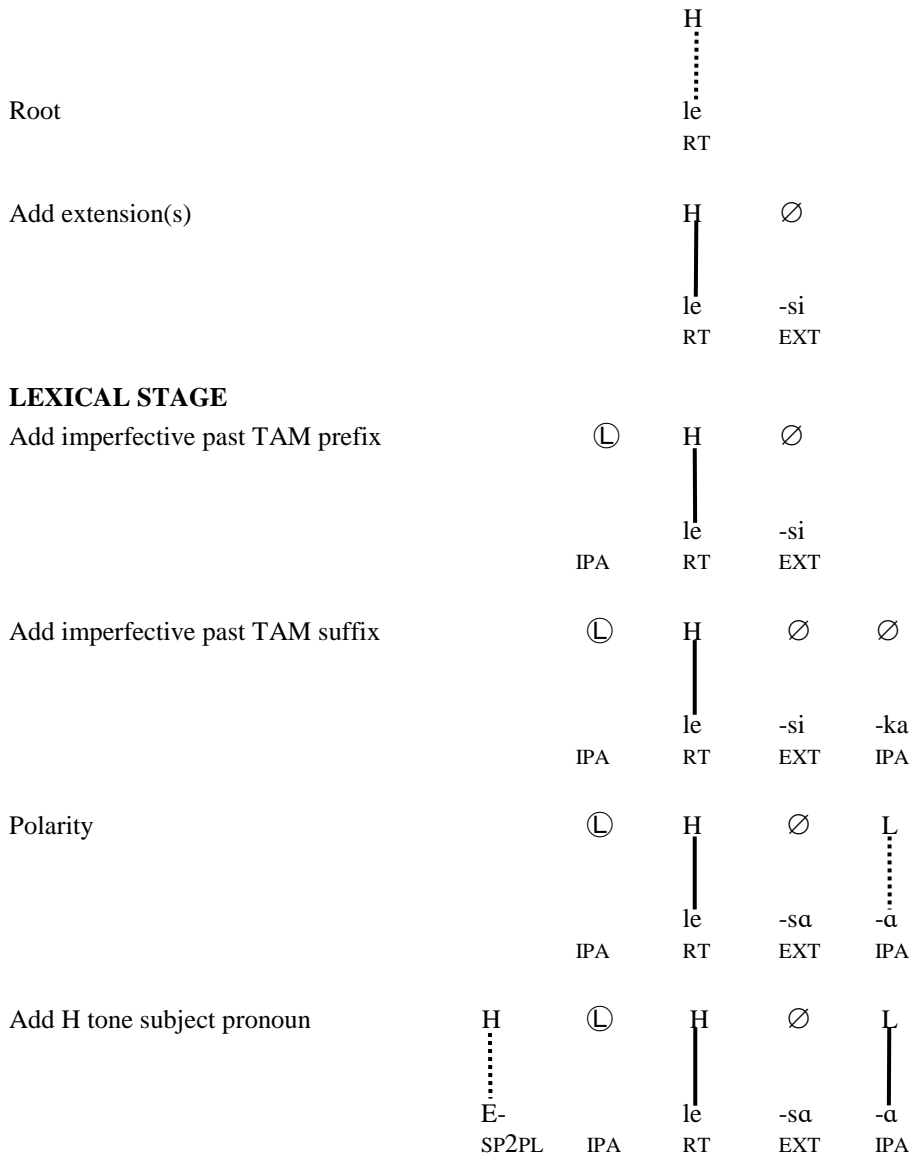 H
Root le
RT
Add extension(s) H ∅
le -si
RT EXT
LEXICAL STAGE
Add imperfective past TAM prefix Ⓛ H ∅
le -si
IPA RT EXT
Add imperfective past TAM suffix Ⓛ H ∅ ∅
le -si -ka
IPA RT EXT IPA
Polarity Ⓛ H ∅ L
le -sɑ -ɑ
IPA RT EXT IPA
Add H tone subject pronoun H Ⓛ H ∅ L
E- le -sɑ -ɑ
SP2PL IPA RT EXT IPA